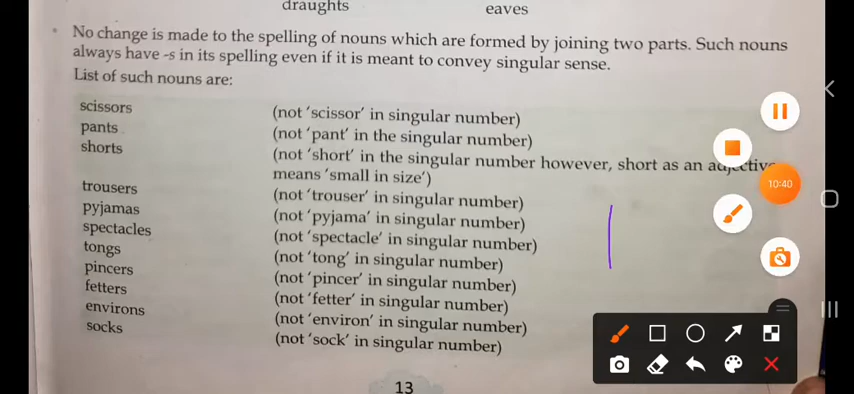 draughts eaves
• No change is made to the spelling of nouns which are formed by joining two parts. Such nouns
always have -s in its spelling even if it is meant to convey singular sense.
List of such nouns are:
scissors (not 'scissor' in singular number)
pants (not 'pant' in the singular number)
shorts (not 'short' in the singular number however, short as an adjective
means 'small in size')
trousers (not 'trouser' in singular number)
pyjamas (not 'pyjama' in singular number)
spectacles (not 'spectacle' in singular number)
tongs (not 'tong' in singular number)
pincers (not 'pincer' in singular number)
fetters (not 'fetter' in singular number)
environs (not 'environ' in singular number)
socks (not 'sock' in singular number)
13
10:40